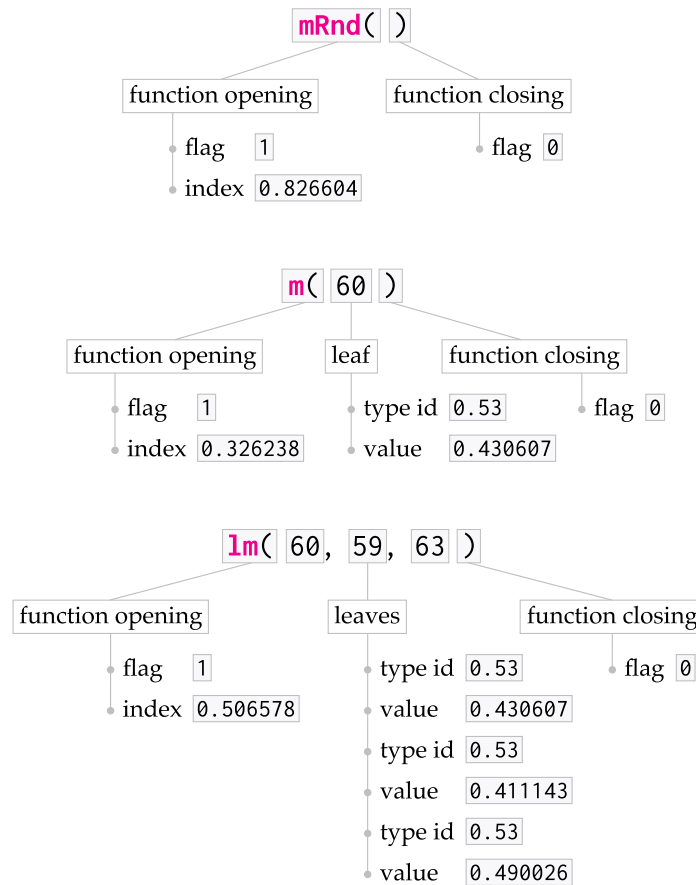 mRnd( )
function opening function closing
flag 1 flag 0
index 0.826604
m( 60 )
function opening leaf function closing
flag 1 type id 0.53 flag 0
index 0.326238 value 0.430607
lm( 60, 59, 63 )
function opening leaves function closing
flag 1 type id 0.53 flag 0
index 0.506578 value 0.430607
type id 0.53
value 0.411143
type id 0.53
value 0.490026